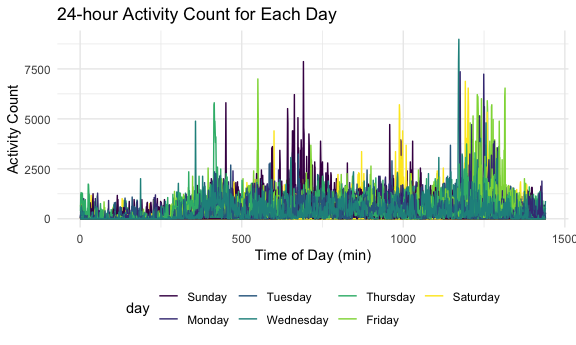 24-hour Activity Count for Each Day
Activity Count
7500
5000
2500
0
0 500 1000 1500
Time of Day (min)
day
Sunday Tuesday Thursday Saturday
Monday Wednesday Friday